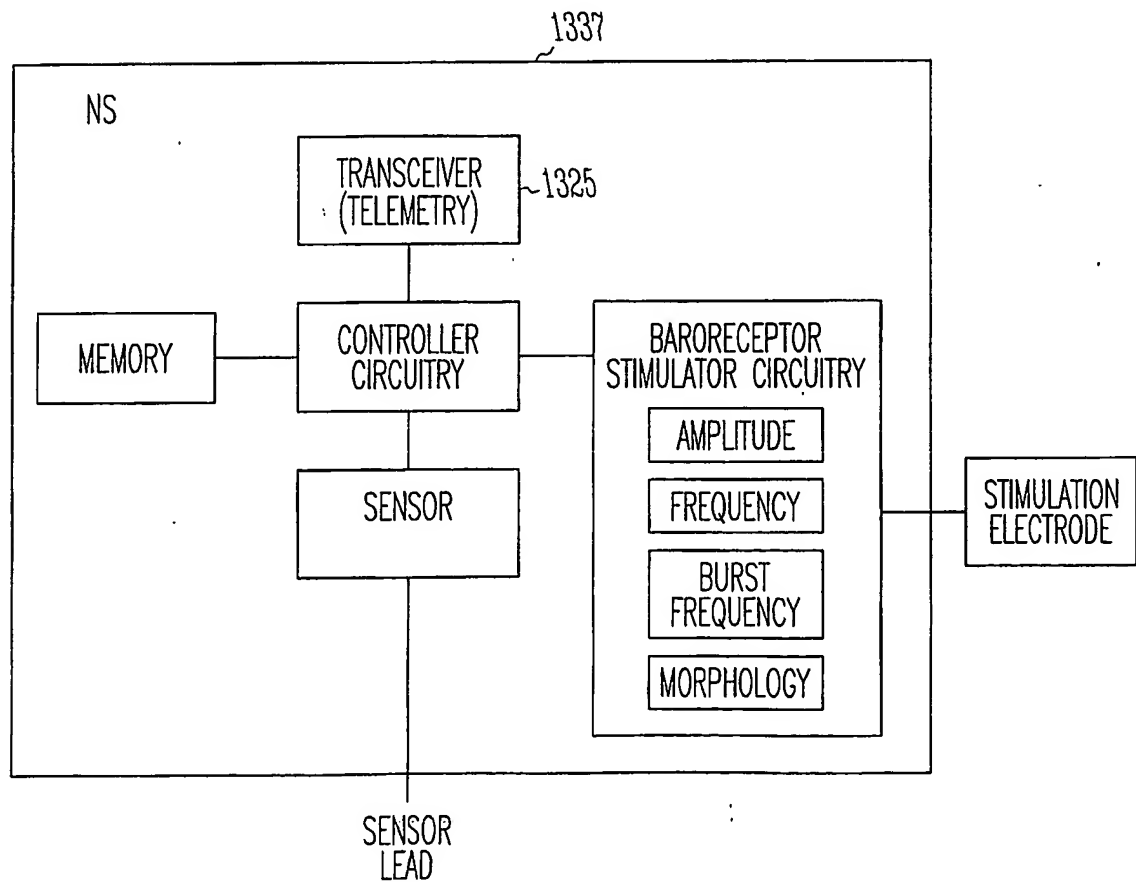 1337
NS
TRANSCEIVER
(TELEMETRY)
1325
MEMORY
CONTROLLER
CIRCUITRY
BARORECEPTOR
STIMULATOR CIRCUITRY
AMPLITUDE
FREQUENCY
BURST
FREQUENCY
MORPHOLOGY
SENSOR
STIMULATION
ELECTRODE
SENSOR
LEAD